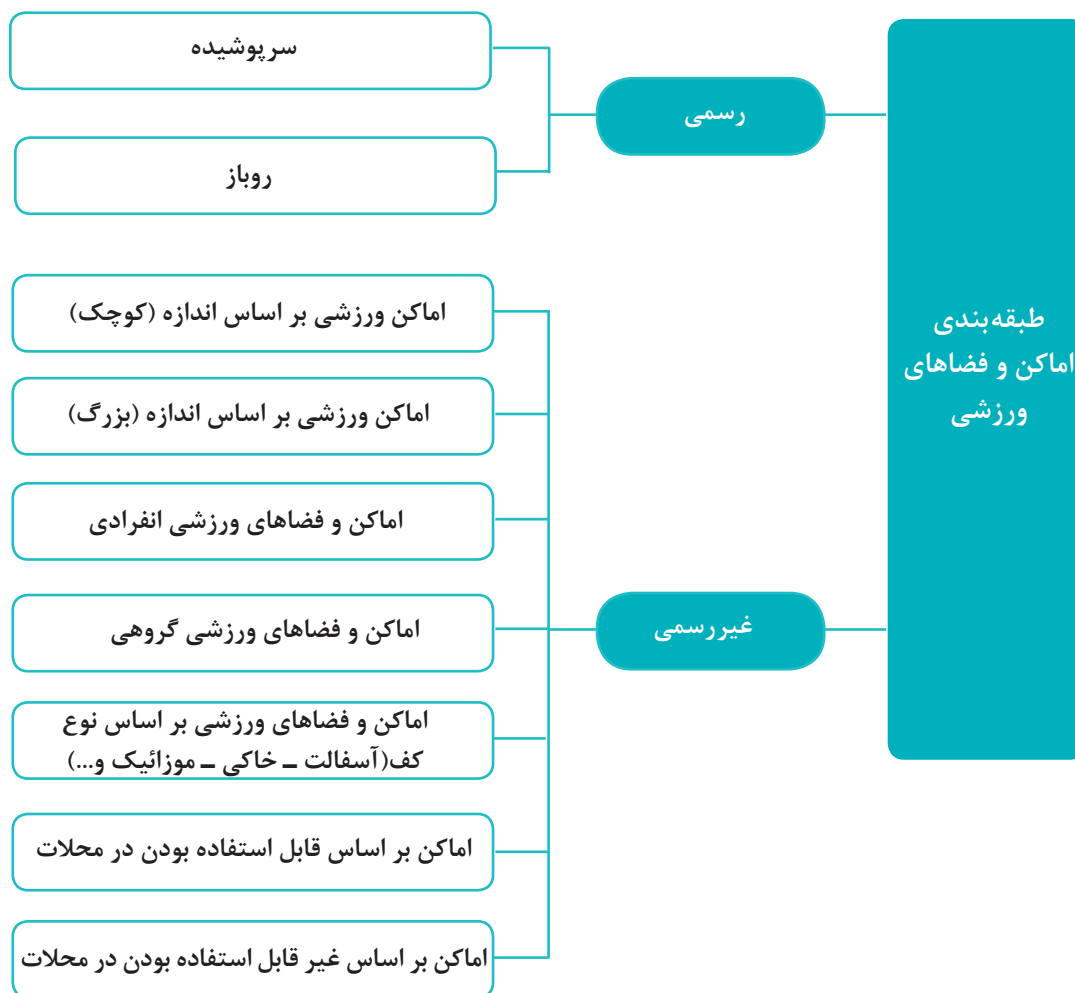 طبقه‌بندی
اماکن و فضاهای
ورزشی
رسمی
سرپوشیده
روباز
غیررسمی
اماکن ورزشی بر اساس اندازه (کوچک)
اماکن ورزشی بر اساس اندازه (بزرگ)
اماکن و فضاهای ورزشی انفرادی
اماکن و فضاهای ورزشی گروهی
اماکن و فضاهای ورزشی بر اساس نوع
کف(آسفالت ـ خاکی ـ موزائیک و...)
اماکن بر اساس قابل استفاده بودن در محلات
اماکن بر اساس غیر قابل استفاده بودن در محلات